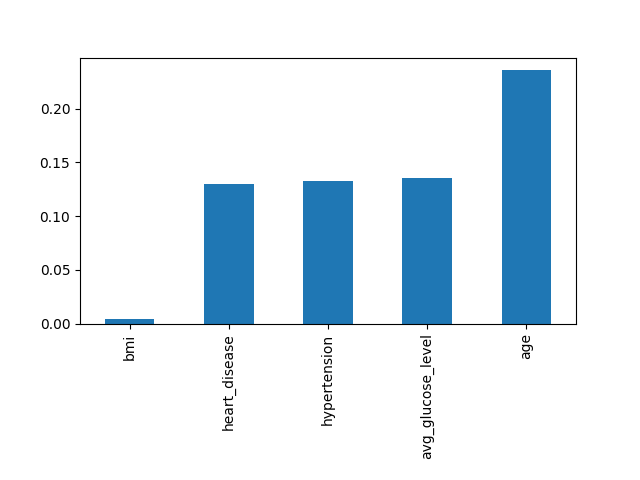 0.20
0.15
0.10
0.05
0.00
bmi
heart_disease
hypertension
avg_glucose_level
age